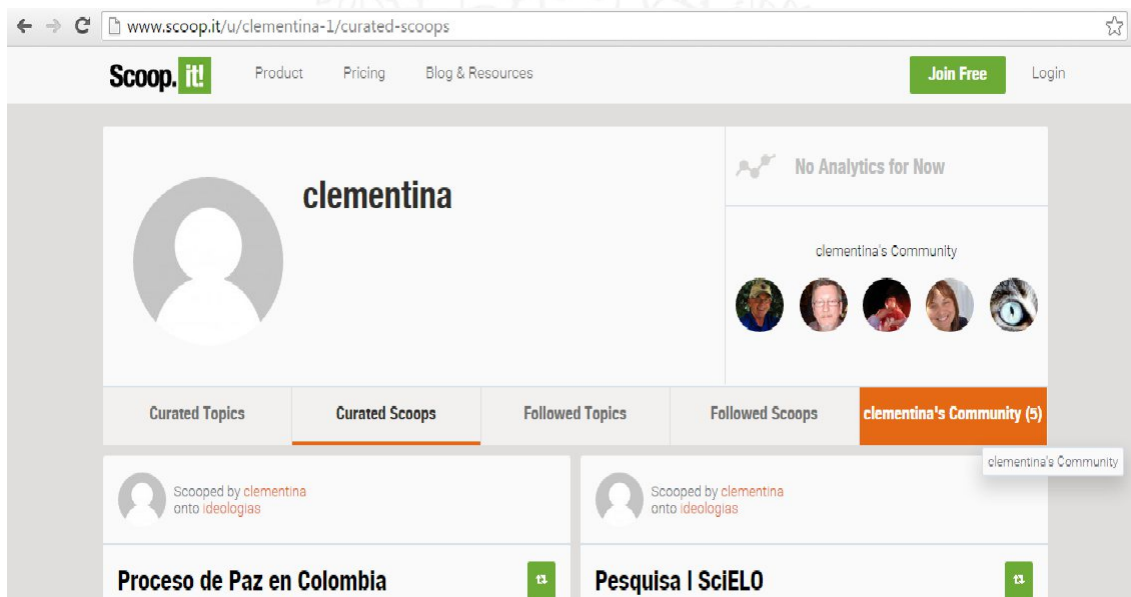 www.scoop.it/u/clementina-1/curated-scoops
Scoop.it! Product Pricing Blog & Resources Join Free Login
clementina
No Analytics for Now
clementina's Community
Curated Topics Curated Scoops Followed Topics Followed Scoops clementina's Community (5)
clementina's Community
Scooped by clementina
onto ideologias
Scooped by clementina
onto ideologias
Proceso de Paz en Colombia
Pesquisa | SciELO